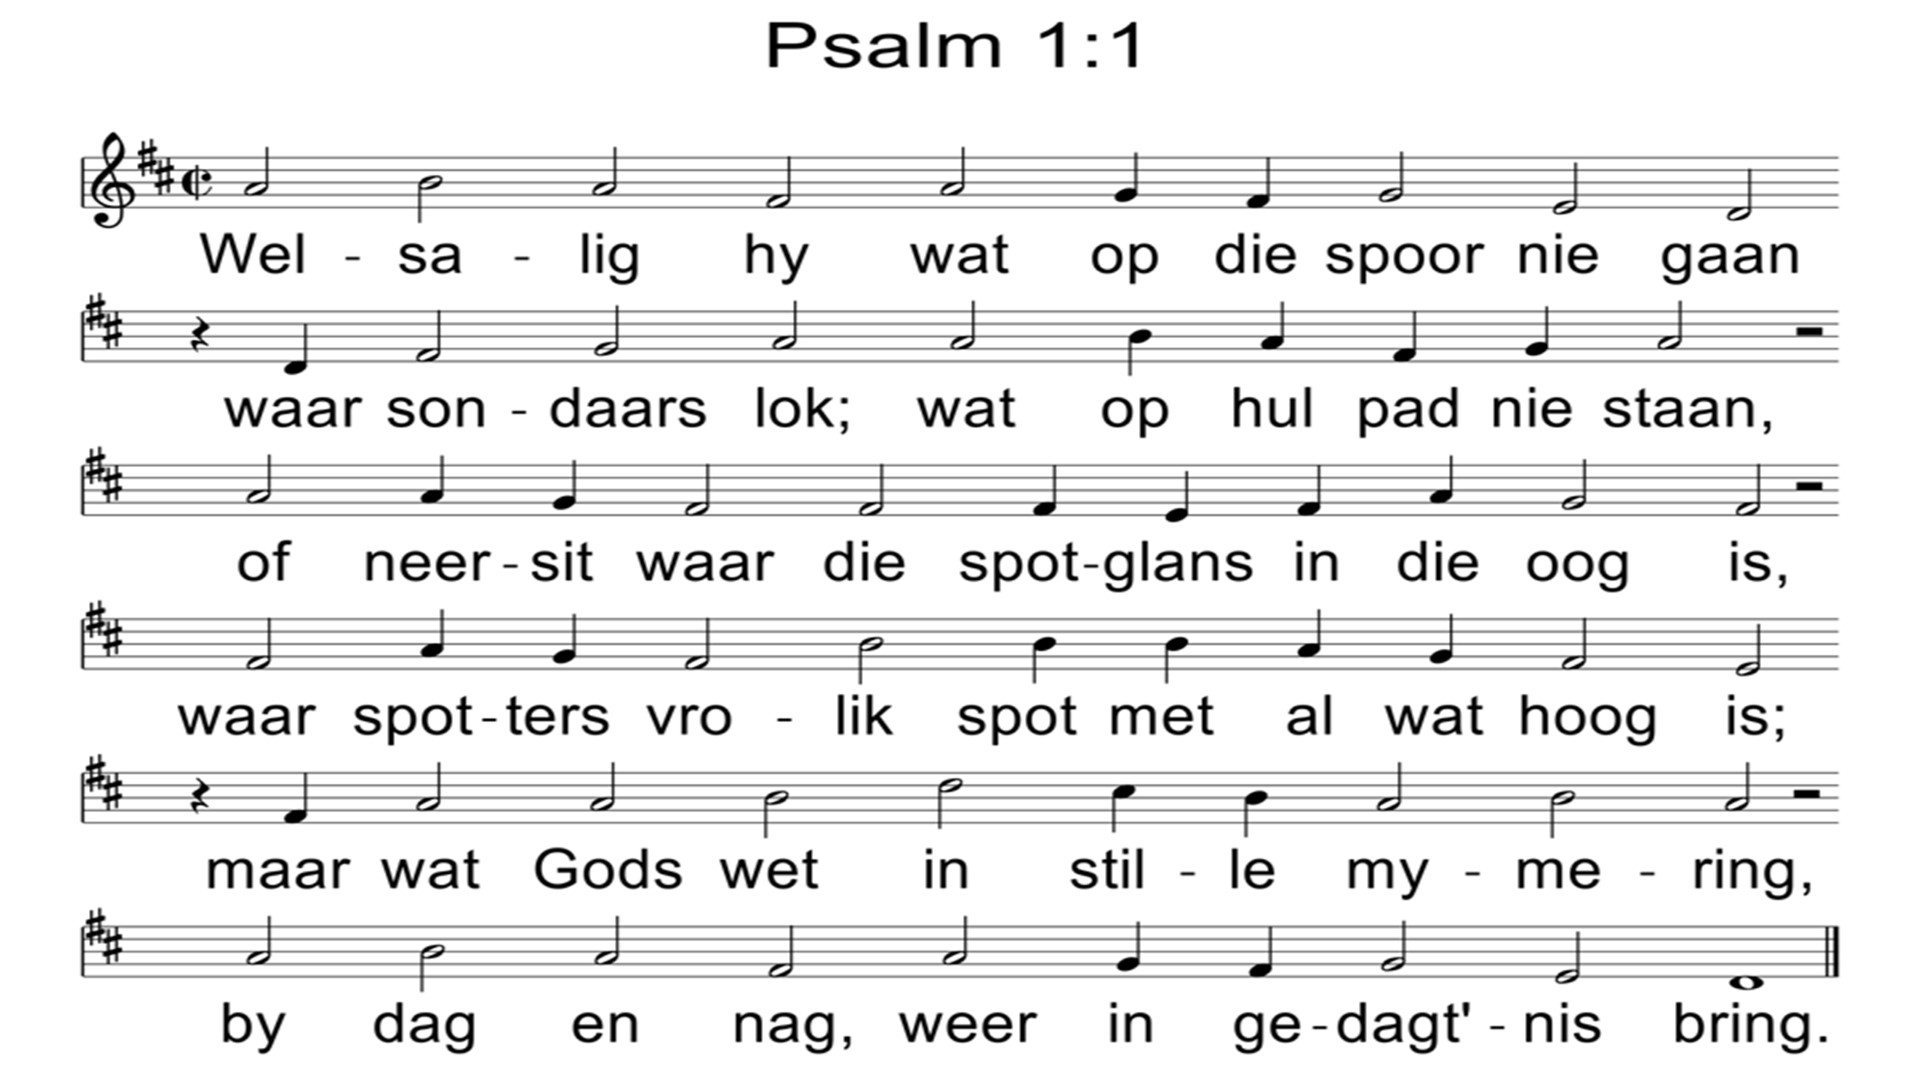 Psalm 1:1
Wel - sa - lig hy wat op die spoor nie gaan
waar son - daars lok; wat op hul pad nie staan,
of neer - sit waar die spot-glans in die oog is,
waar spot-ters vro - lik spot met al wat hoog is;
maar wat Gods wet in stil - le my - me - ring,
by dag en nag, weer in ge-dagt' - nis bring.